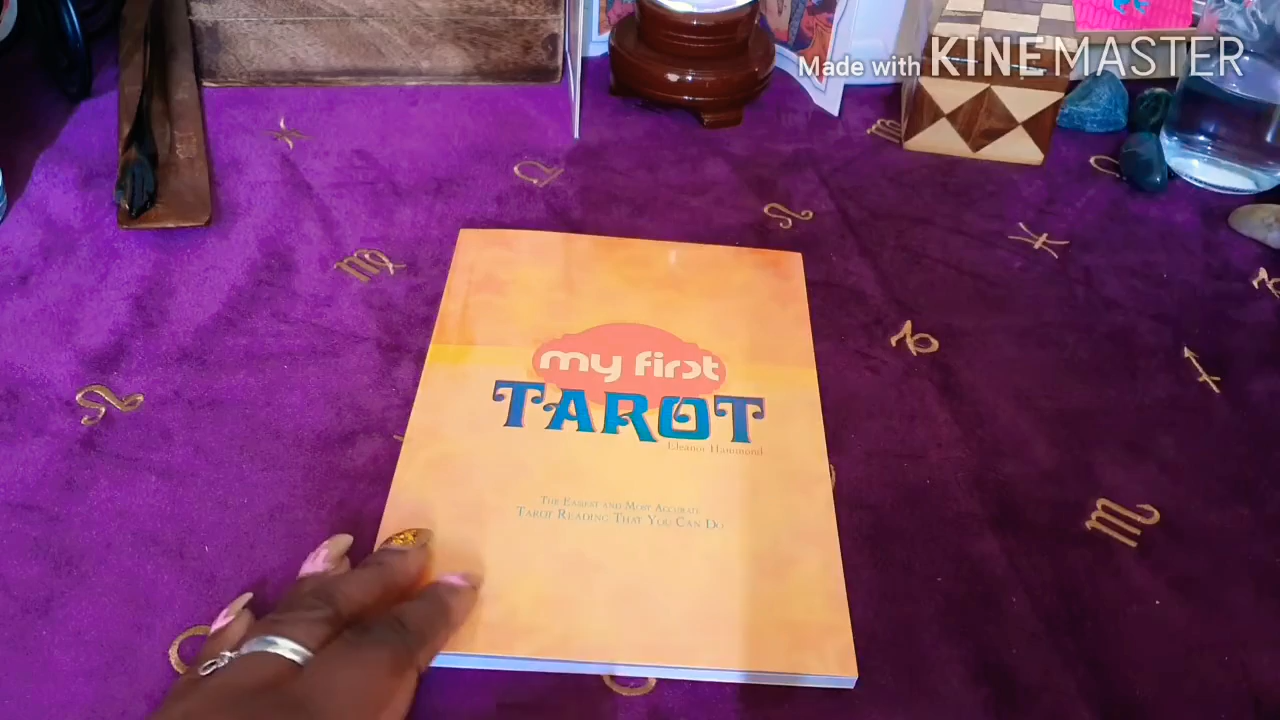 Made with KINEMASTER
my first
TAROT
Eleanor Hammond
The Easiest and Most Accurate
Tarot Reading That You Can Do